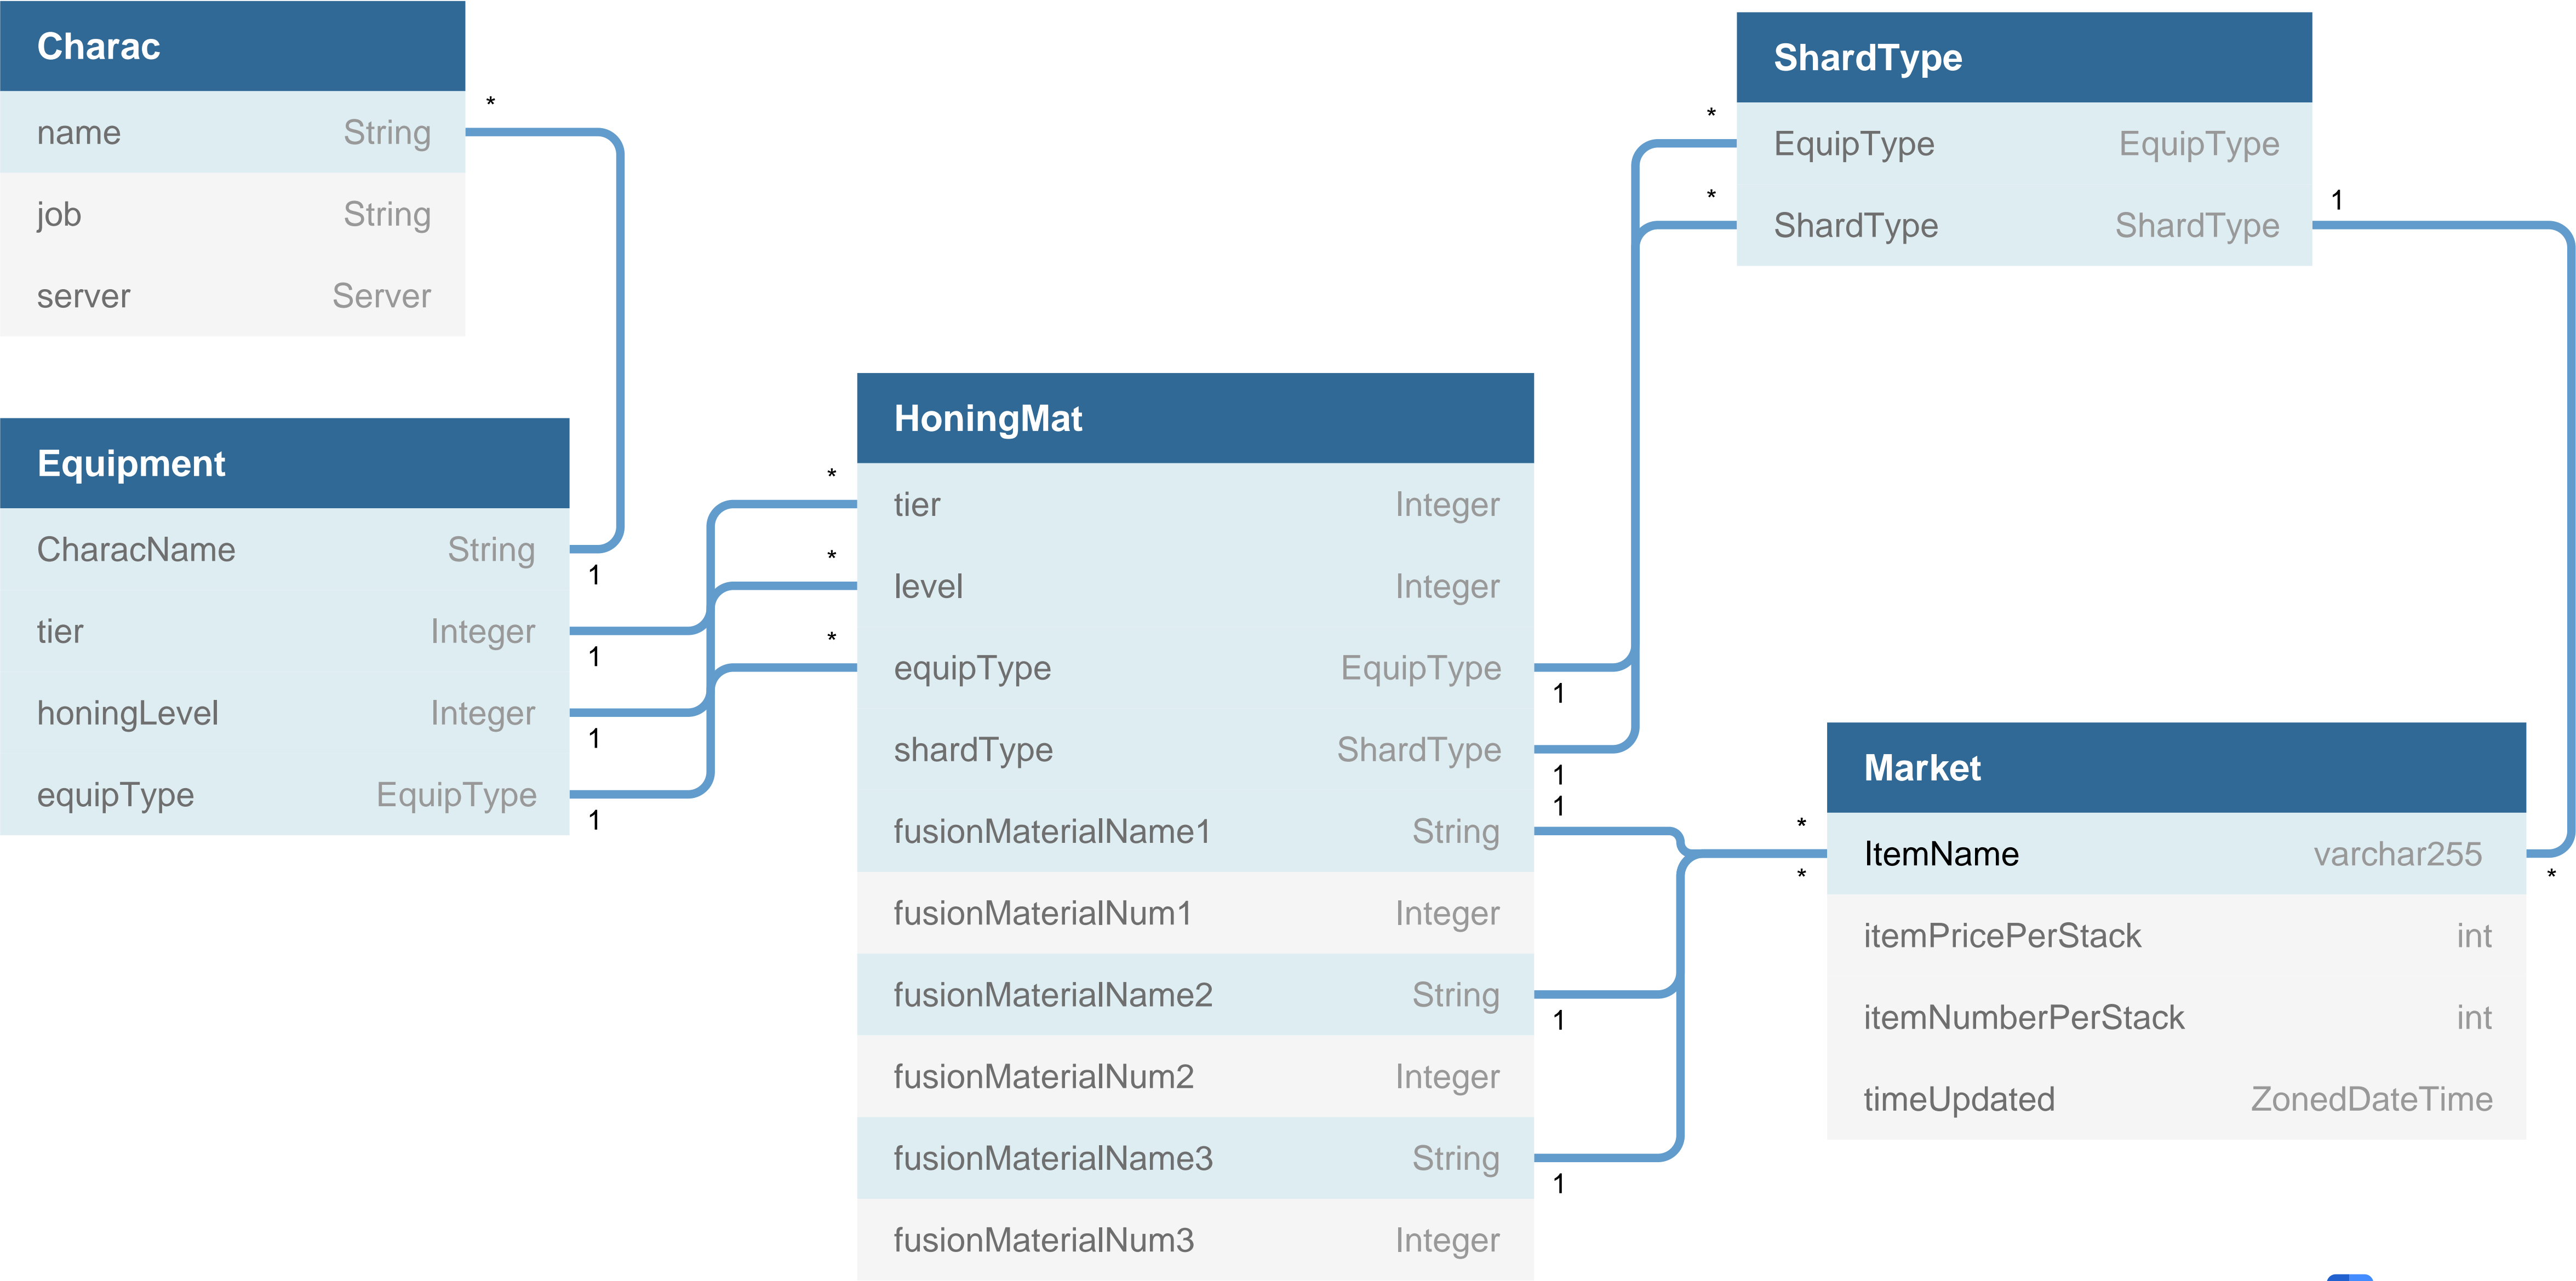 Charac
name String
*
job String
server Server
Equipment
CharacName String
1
tier Integer
1
honingLevel Integer
1
equipType EquipType
1
HoningMat
*
tier Integer
*
level Integer
*
equipType EquipType
1
shardType ShardType
1
1
fusionMaterialName1 String
fusionMaterialNum1 Integer
fusionMaterialName2 String
1
fusionMaterialNum2 Integer
fusionMaterialName3 String
1
fusionMaterialNum3 Integer
ShardType
*
EquipType EquipType
*
ShardType ShardType
1
Market
*
ItemName varchar255
*
*
itemPricePerStack int
itemNumberPerStack int
timeUpdated ZonedDateTime